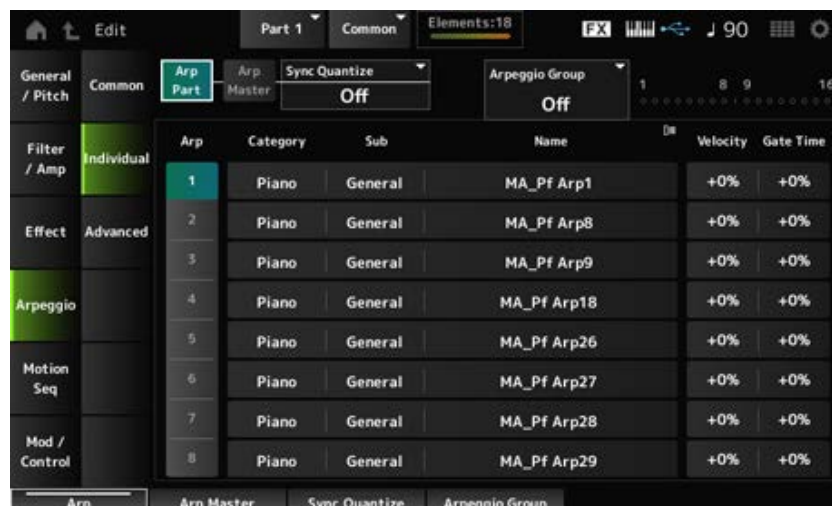 Edit Part 1 Common Elements:18 FX 90
General / Pitch
Common
Arp Part
Arp Master
Sync Quantize
Off
Arpeggio Group
Off
1 8 9 16
Filter / Amp
Individual
Effect
Advanced
Arpeggio
Motion Seq
Mod / Control
Arp Category Sub Name Velocity Gate Time
1 Piano General MA_Pf Arp1 +0% +0%
2 Piano General MA_Pf Arp8 +0% +0%
3 Piano General MA_Pf Arp9 +0% +0%
4 Piano General MA_Pf Arp18 +0% +0%
5 Piano General MA_Pf Arp26 +0% +0%
6 Piano General MA_Pf Arp27 +0% +0%
7 Piano General MA_Pf Arp28 +0% +0%
8 Piano General MA_Pf Arp29 +0% +0%
Arp Arp Master Sync Quantize Arpeggio Group